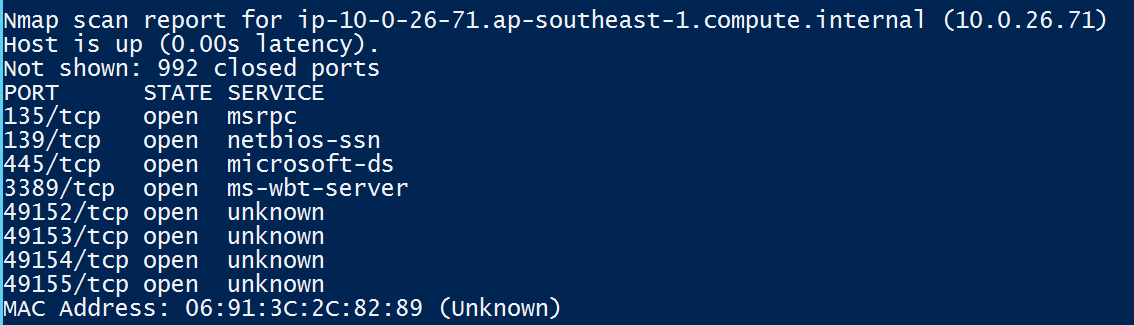 Nmap scan report for ip-10-0-26-71.ap-southeast-1.compute.internal (10.0.26.71)
Host is up (0.00s latency).
Not shown: 992 closed ports
PORT      STATE SERVICE
135/tcp   open  msrpc
139/tcp   open  netbios-ssn
445/tcp   open  microsoft-ds
3389/tcp  open  ms-wbt-server
49152/tcp open  unknown
49153/tcp open  unknown
49154/tcp open  unknown
49155/tcp open  unknown
MAC Address: 06:91:3C:2C:82:89 (Unknown)